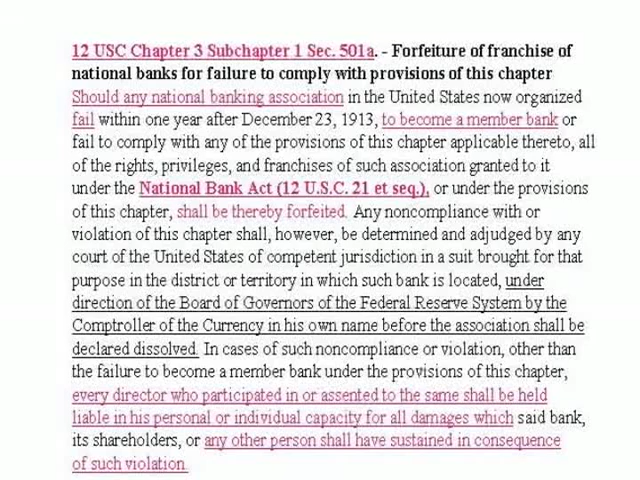 12 USC Chapter 3 Subchapter 1 Sec. 501a. - Forfeiture of franchise of
national banks for failure to comply with provisions of this chapter
Should any national banking association in the United States now organized
fail within one year after December 23, 1913, to become a member bank or
fail to comply with any of the provisions of this chapter applicable thereto, all
of the rights, privileges, and franchises of such association granted to it
under the National Bank Act (12 U.S.C. 21 et seq.), or under the provisions
of this chapter, shall be thereby forfeited. Any noncompliance with or
violation of this chapter shall, however, be determined and adjudged by any
court of the United States of competent jurisdiction in a suit brought for that
purpose in the district or territory in which such bank is located, under
direction of the Board of Governors of the Federal Reserve System by the
Comptroller of the Currency in his own name before the association shall be
declared dissolved. In cases of such noncompliance or violation, other than
the failure to become a member bank under the provisions of this chapter,
every director who participated in or assented to the same shall be held
liable in his personal or individual capacity for all damages which said bank,
its shareholders, or any other person shall have sustained in consequence
of such violation.